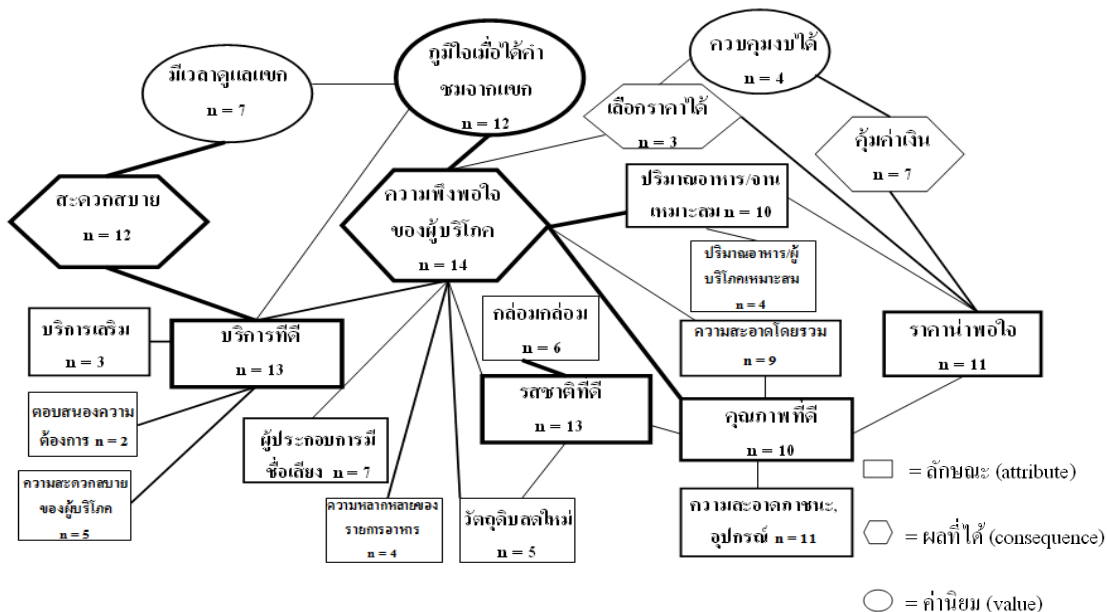 มีเวลาดูแลแขก
n = 7
ภูมิใจเมื่อได้คำ
ชมจากแขก
n = 12
ควบคุมงบได้
n = 4
เลือกราคาได้
n = 3
คุ้มค่าเงิน
n = 7
สะดวกสบาย
n = 12
ความพึงพอใจ
ของผู้บริโภค
n = 14
ปริมาณอาหาร/จาน
เหมาะสม n = 10
ปริมาณอาหาร/ผู้
บริโภคเหมาะสม
n = 4
บริการเสริม
n = 3
บริการที่ดี
n = 13
กล่อมกล่อม
n = 6
ความสะอาดโดยรวม
n = 9
ราคาน่าพอใจ
n = 11
รสชาติที่ดี
n = 13
ตอบสนองความ
ต้องการ n = 2
ผู้ประกอบการมี
ชื่อเสียง n = 7
คุณภาพที่ดี
n = 10
ความสะดวกสบาย
ของผู้บริโภค
n = 5
ความหลากหลายของ
รายการอาหาร
n = 4
วัตถุดิบสดใหม่
n = 5
ความสะอาดภาชนะ,
อุปกรณ์ n = 11
= ลักษณะ (attribute)
= ผลที่ได้ (consequence)
= ค่านิยม (value)